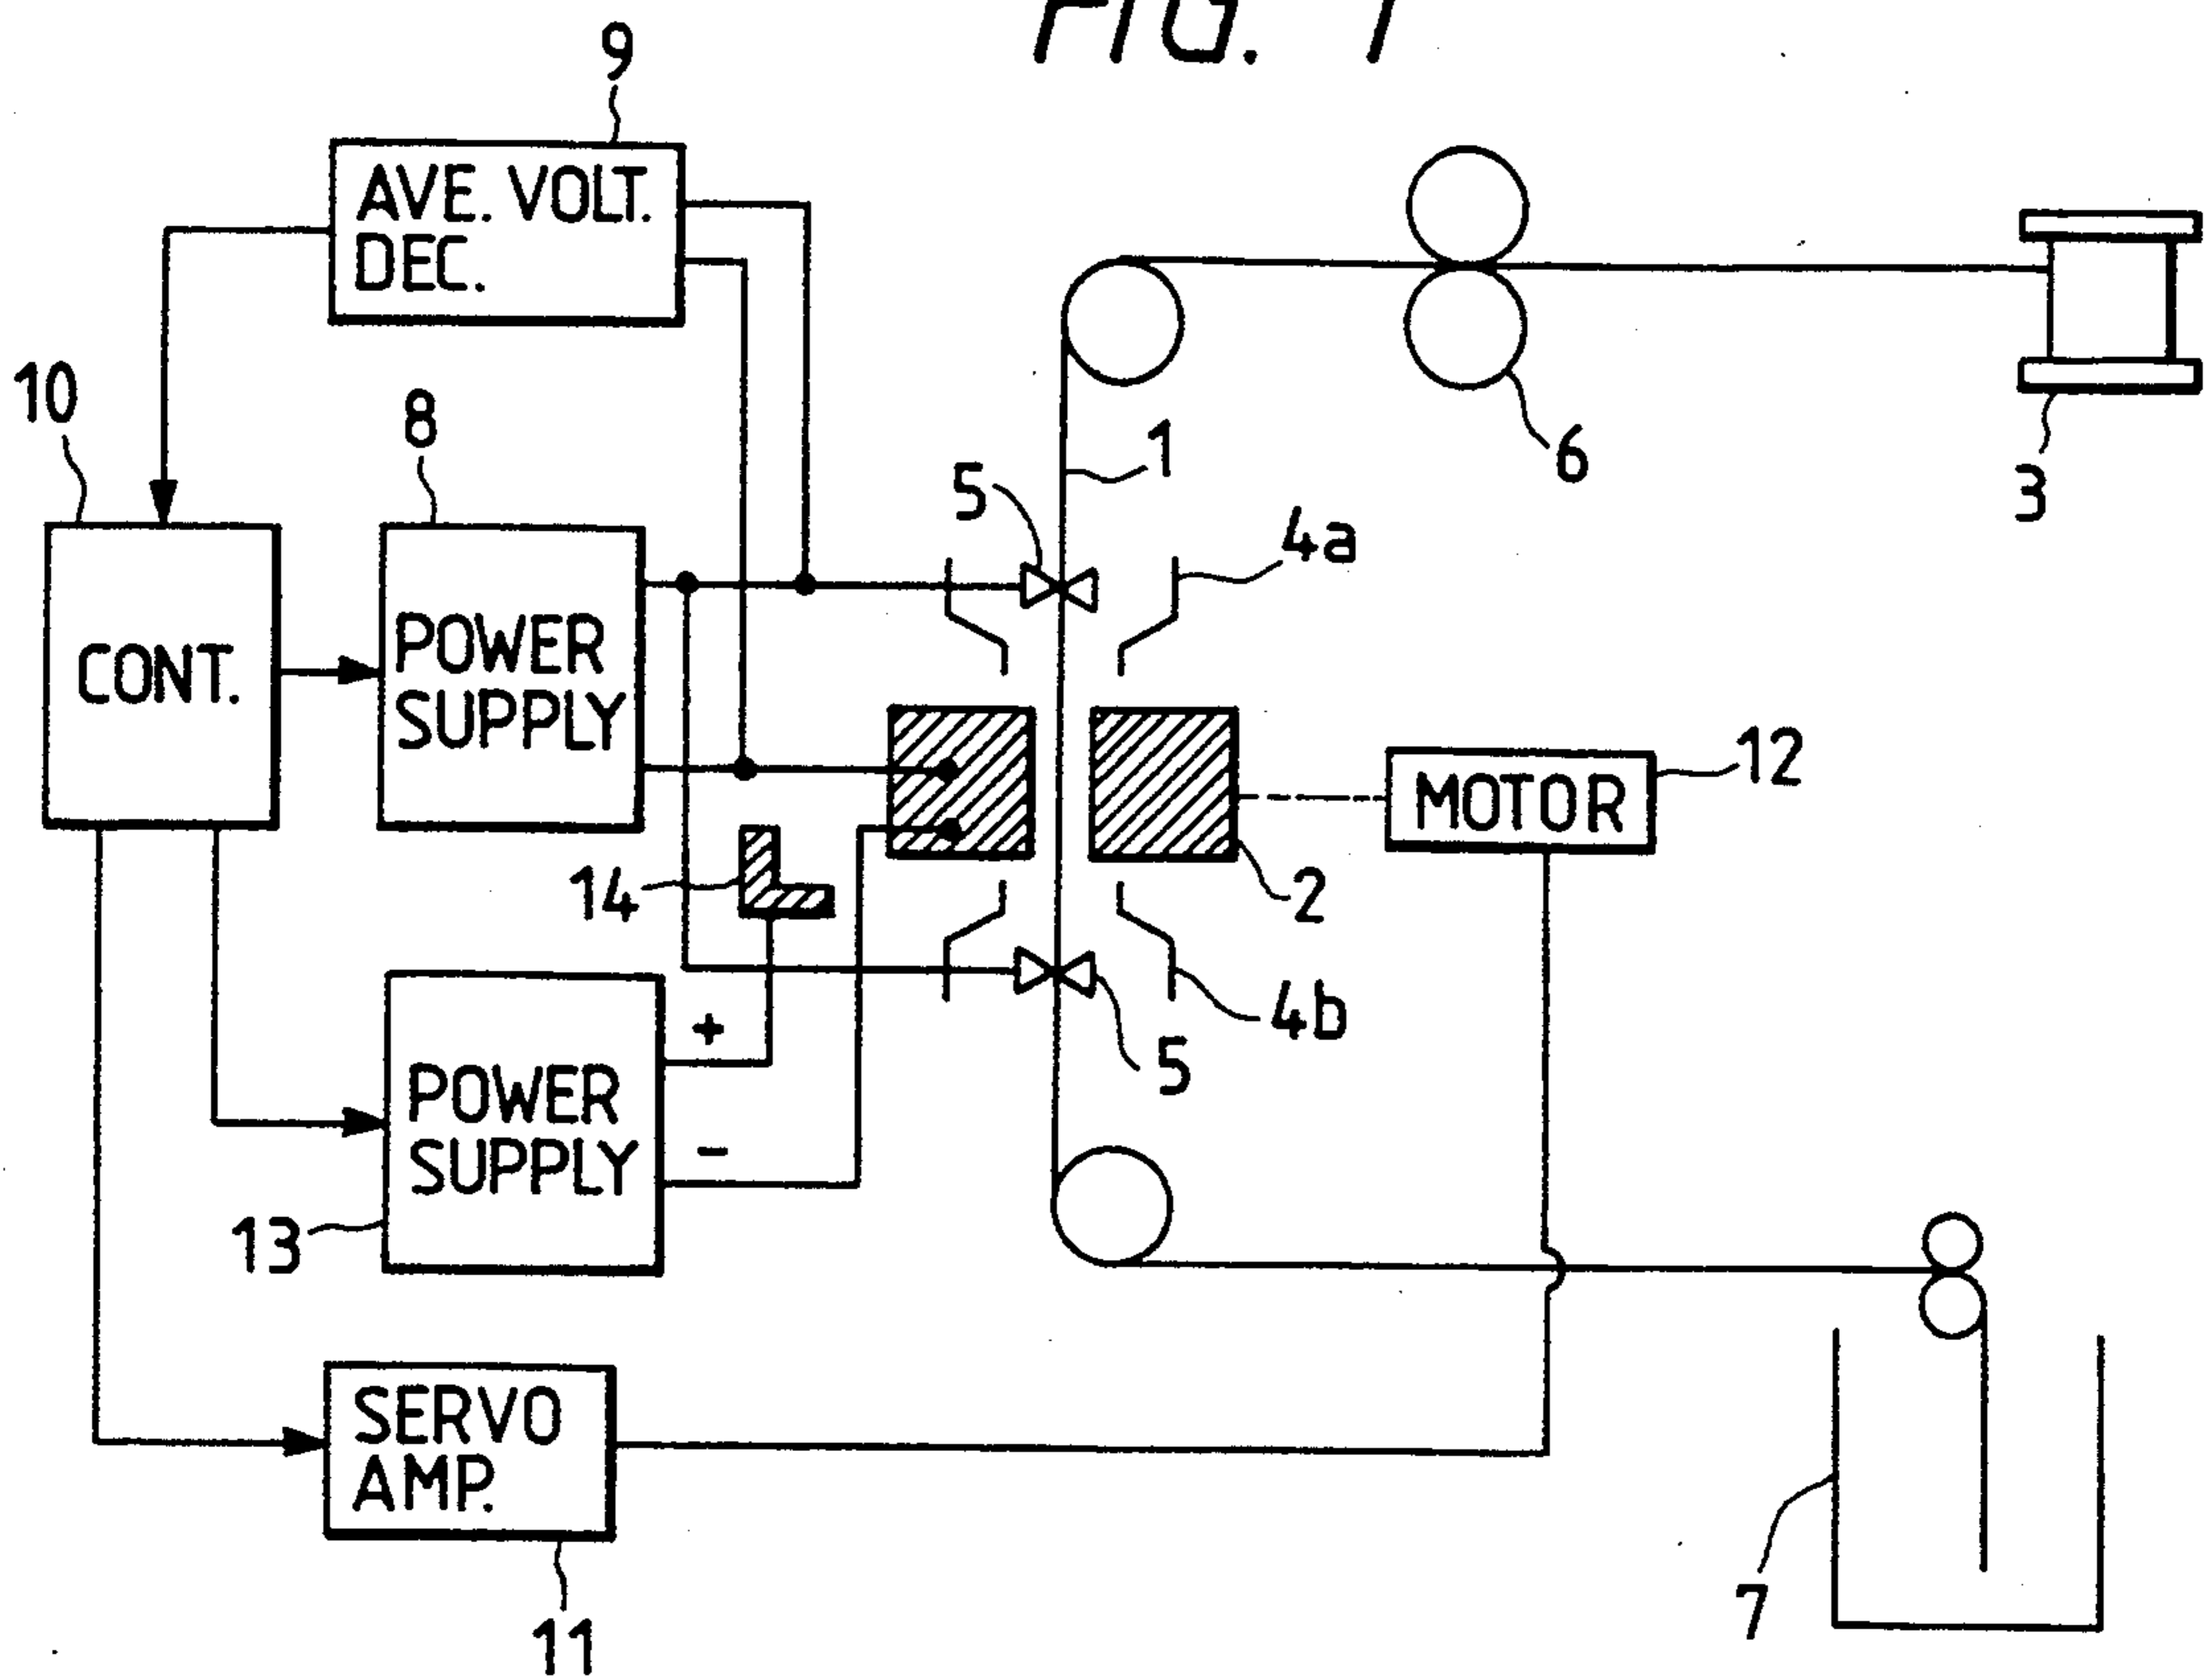 FIG. 1
9
AVE. VOLT.
DEC.
10
8
1
6
3
5
4a
CONT.
POWER
SUPPLY
MOTOR
12
14
2
4b
5
+
POWER
SUPPLY
-
13
SERVO
AMP.
7
11